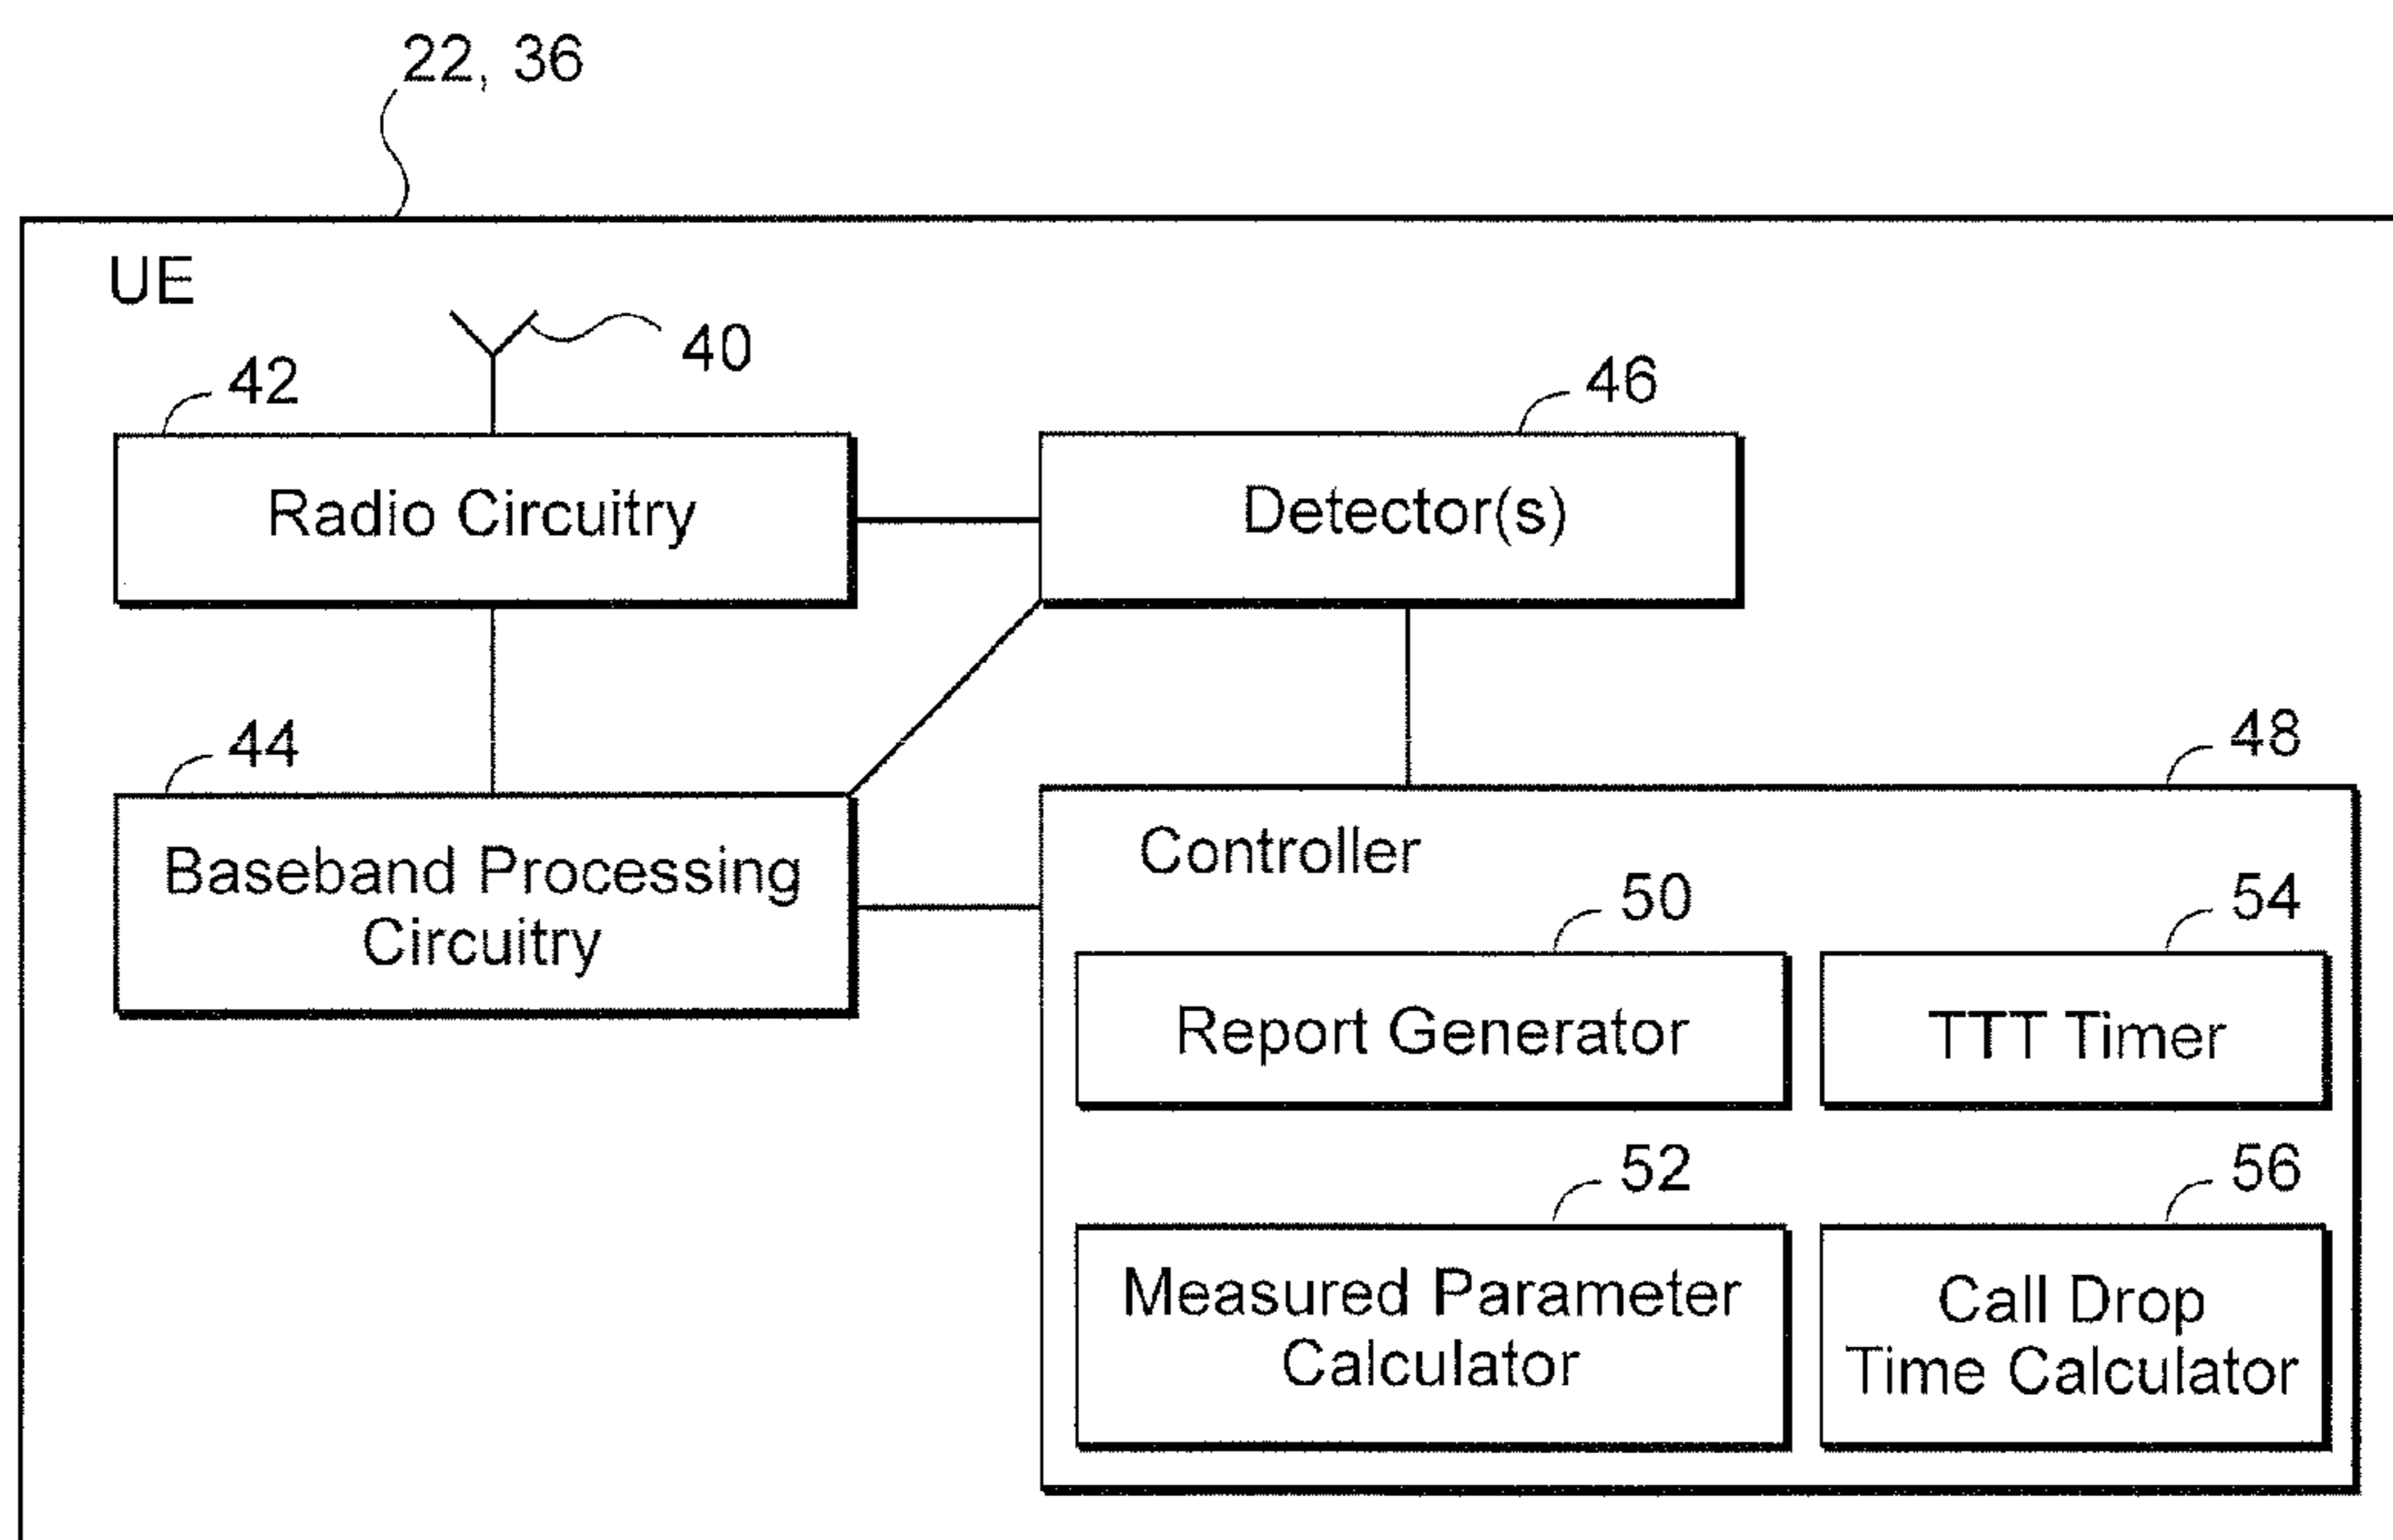 22, 36
UE
40
42
46
Radio Circuitry
Detector(s)
44
48
Baseband Processing
Circuitry
Controller
50
54
Report Generator
TTT Timer
52
56
Measured Parameter
Calculator
Call Drop
Time Calculator